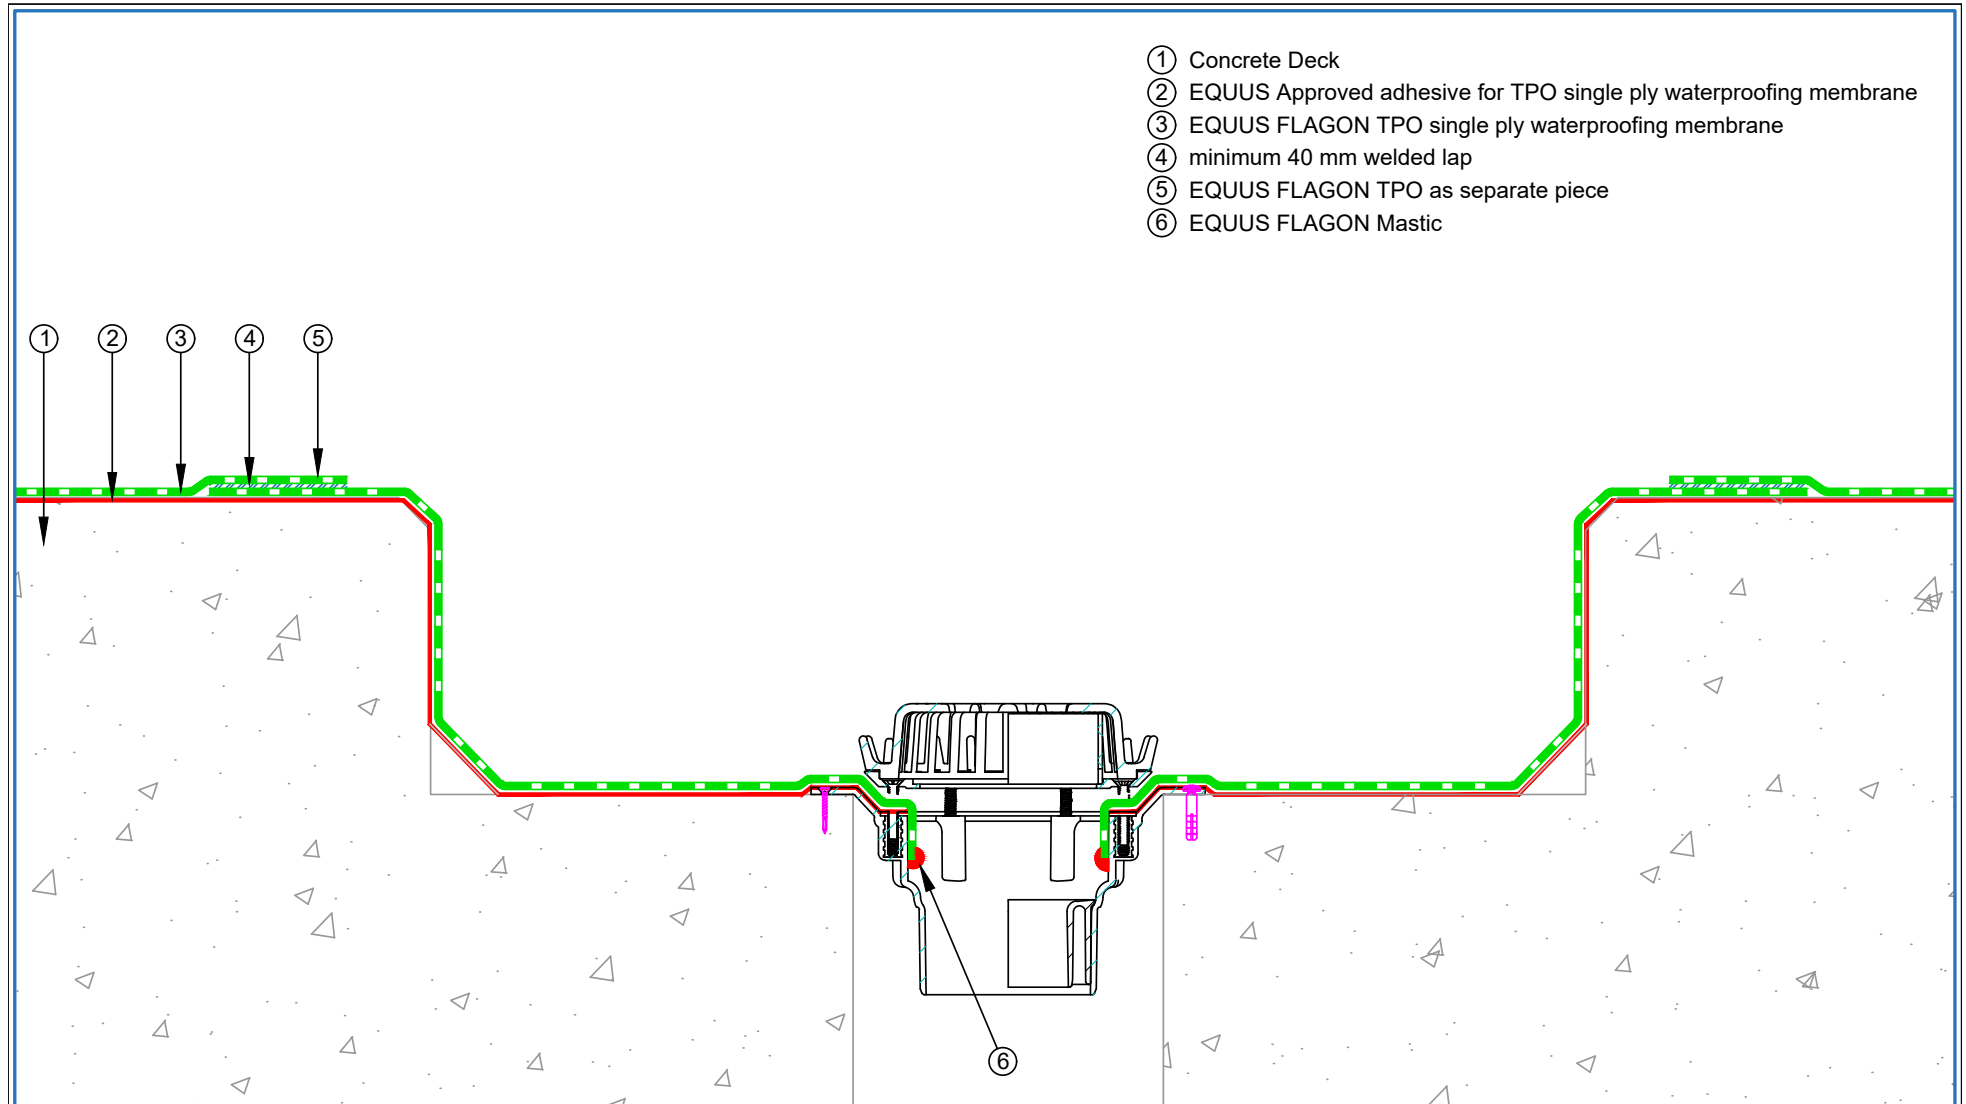 ① Concrete Deck
② EQUUS Approved adhesive for TPO single ply waterproofing membrane
③ EQUUS FLAGON TPO single ply waterproofing membrane
④ minimum 40 mm welded lap
⑤ EQUUS FLAGON TPO as separate piece
⑥ EQUUS FLAGON Mastic
① ② ③ ④ ⑤
⑥